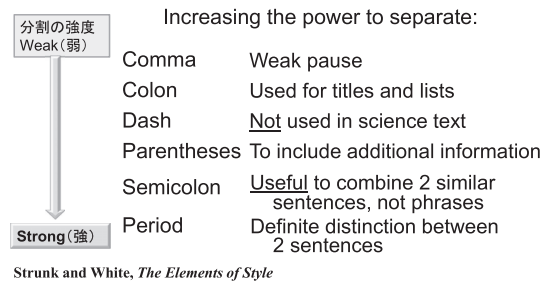 Increasing the power to separate:
分割の強度
Weak(弱)
Comma Weak pause
Colon Used for titles and lists
Dash Not used in science text
Parentheses To include additional information
Semicolon Useful to combine 2 similar
sentences, not phrases
Period Definite distinction between
2 sentences
Strong(強)
Strunk and White, The Elements of Style